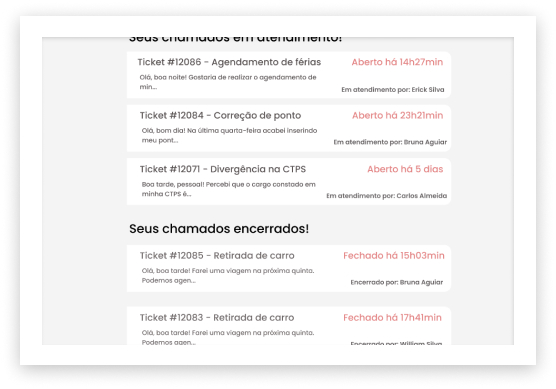 Seus chamados em atendimento!
Ticket #12086 - Agendamento de férias
Aberto há 14h27min
Olá, boa noite! Gostaria de realizar o agendamento de
min...
Em atendimento por: Erick Silva
Ticket #12084 - Correção de ponto
Aberto há 23h21min
Olá, bom dia! Na última quarta-feira acabei inserindo
meu pont...
Em atendimento por: Bruna Aguiar
Ticket #12071 - Divergência na CTPS
Aberto há 5 dias
Boa tarde, pessoal! Percebi que o cargo constado em
minha CTPS é...
Em atendimento por: Carlos Almeida
Seus chamados encerrados!
Ticket #12085 - Retirada de carro
Fechado há 15h03min
Olá, boa tarde! Farei uma viagem na próxima quinta.
Podemos agen...
Encerrado por: Bruna Aguiar
Ticket #12083 - Retirada de carro
Fechado há 17h41min
Olá, boa tarde! Farei uma viagem na próxima quinta.
Podemos agen...
Encerrado por: William Silva